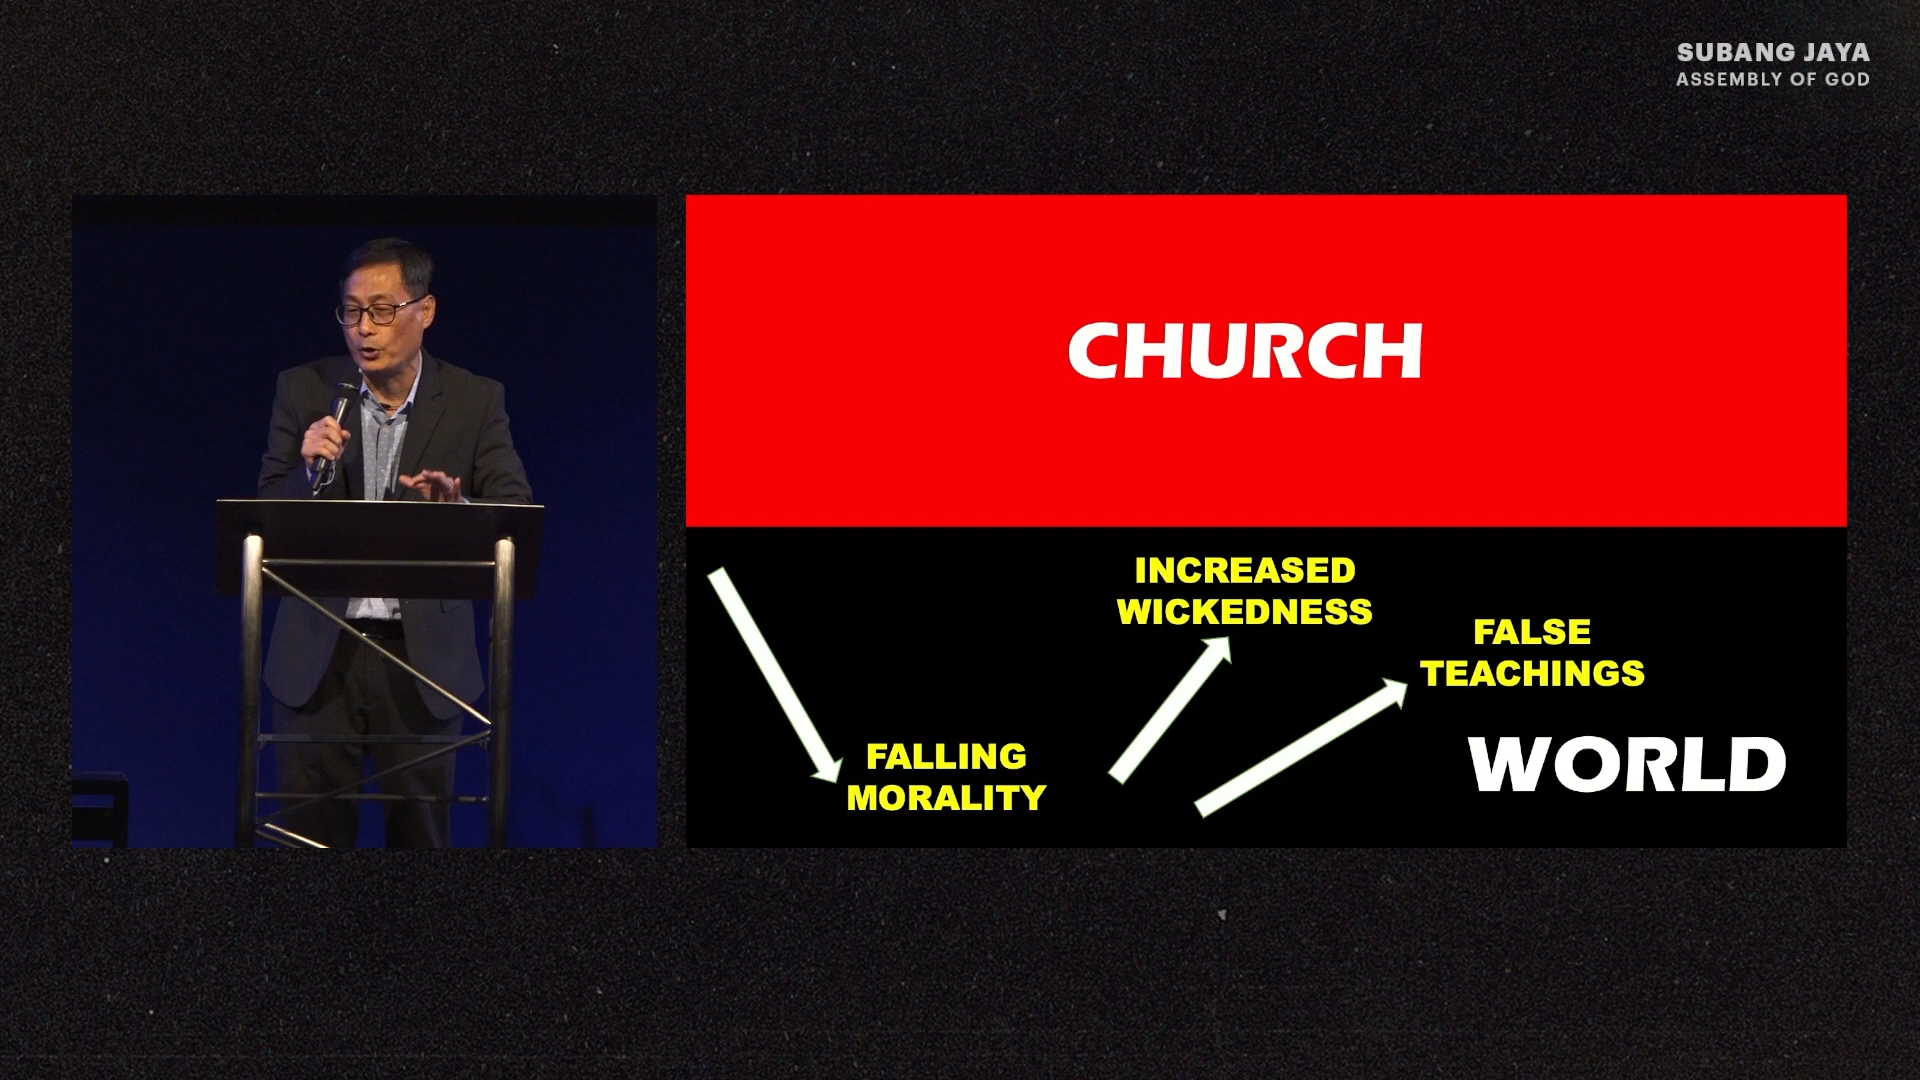 SUBANG JAYA
ASSEMBLY OF GOD
CHURCH
INCREASED
WICKEDNESS
FALSE
TEACHINGS
FALLING
MORALITY
WORLD